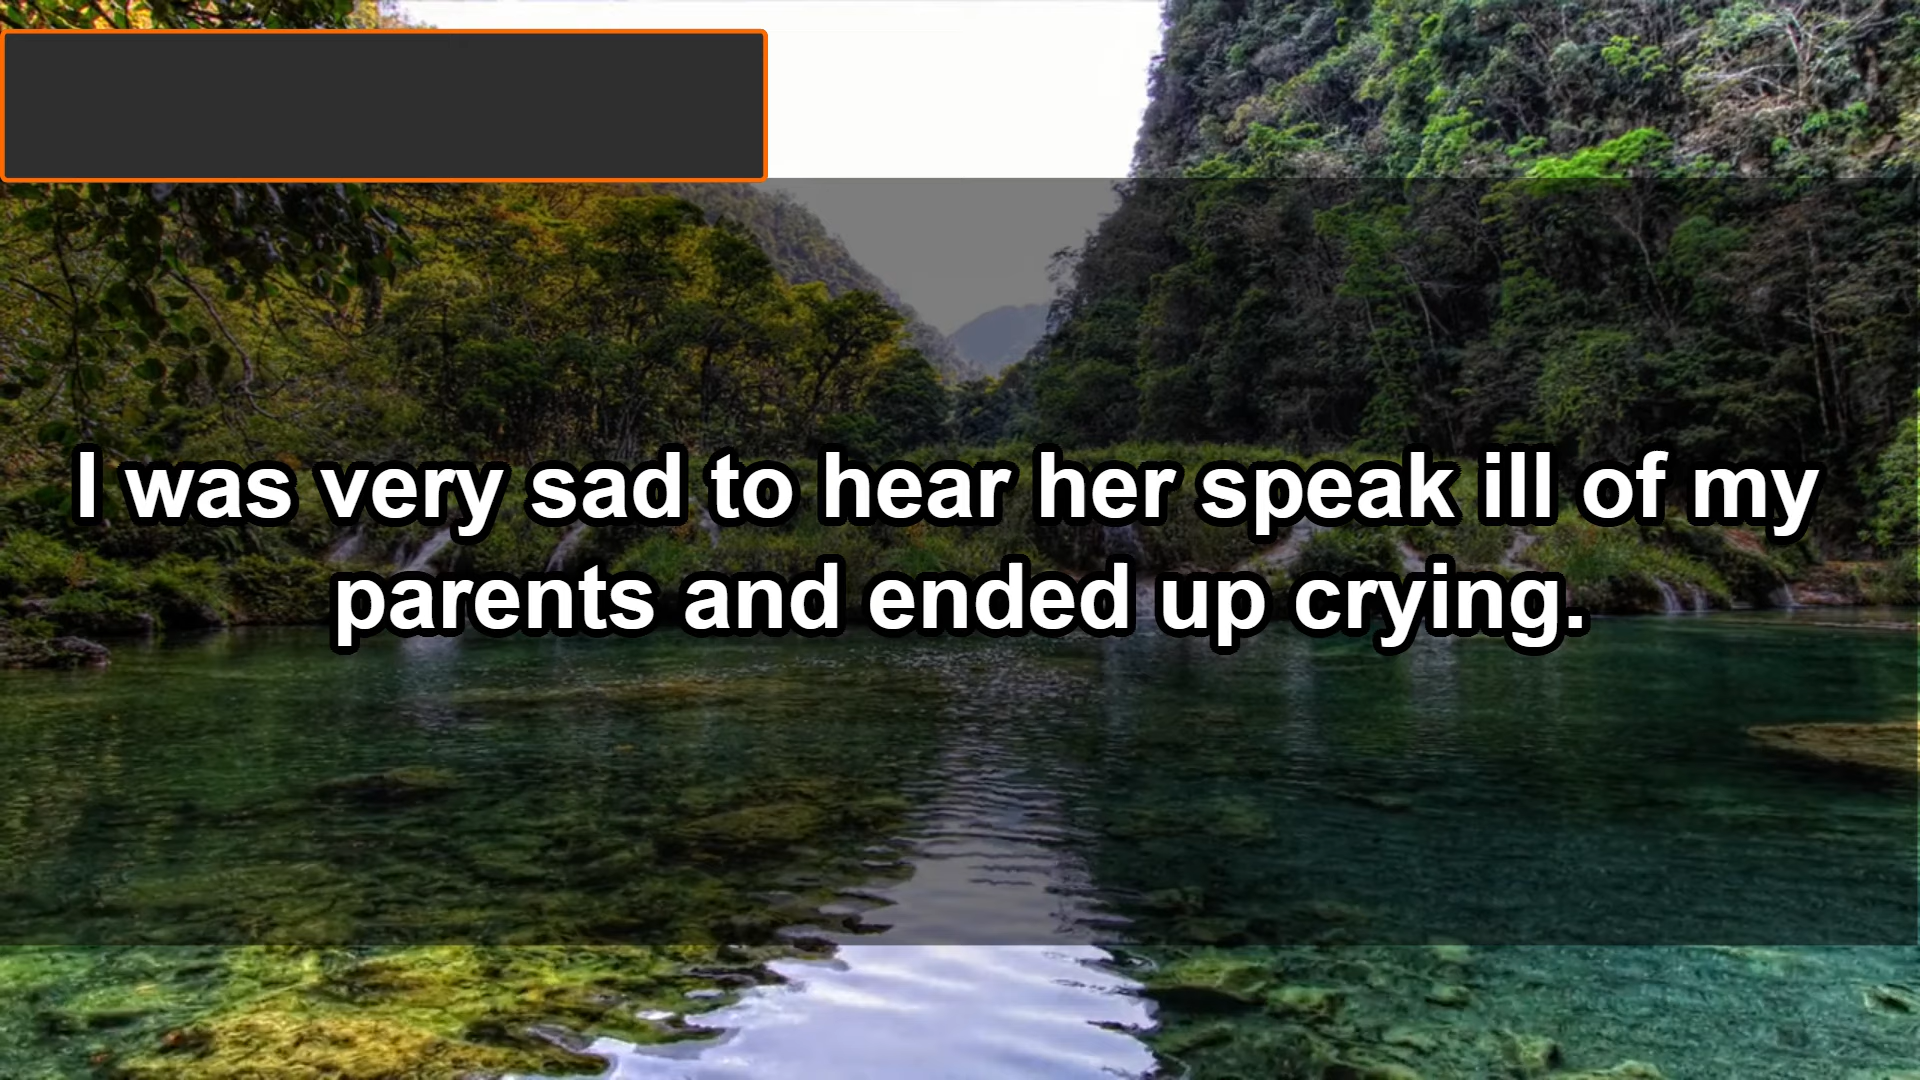 I was very sad to hear her speak ill of my
parents and ended up crying.